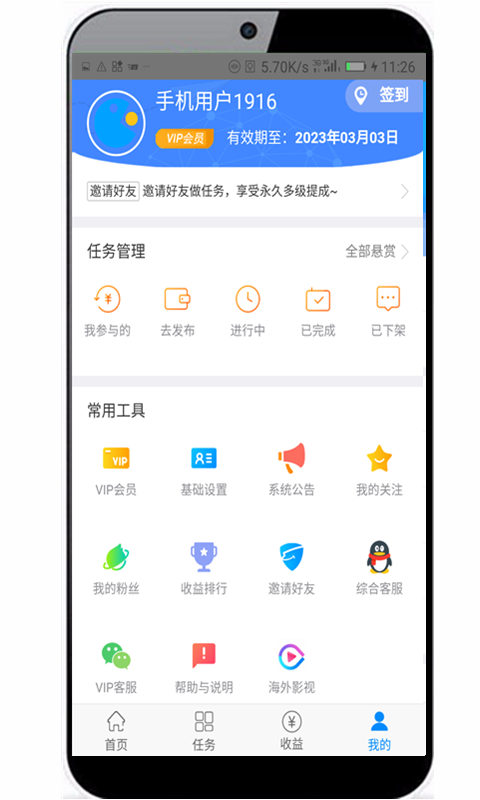 5.70K/s 11:26
手机用户1916
签到
VIP会员 有效期至：2023年03月03日
邀请好友 邀请好友做任务，享受永久多级提成~
任务管理 全部悬赏
我参与的 去发布 进行中 已完成 已下架
常用工具
VIP
VIP会员 基础设置 系统公告 我的关注
我的粉丝 收益排行 邀请好友 综合客服
VIP客服 帮助与说明 海外影视
首页 任务 收益 我的